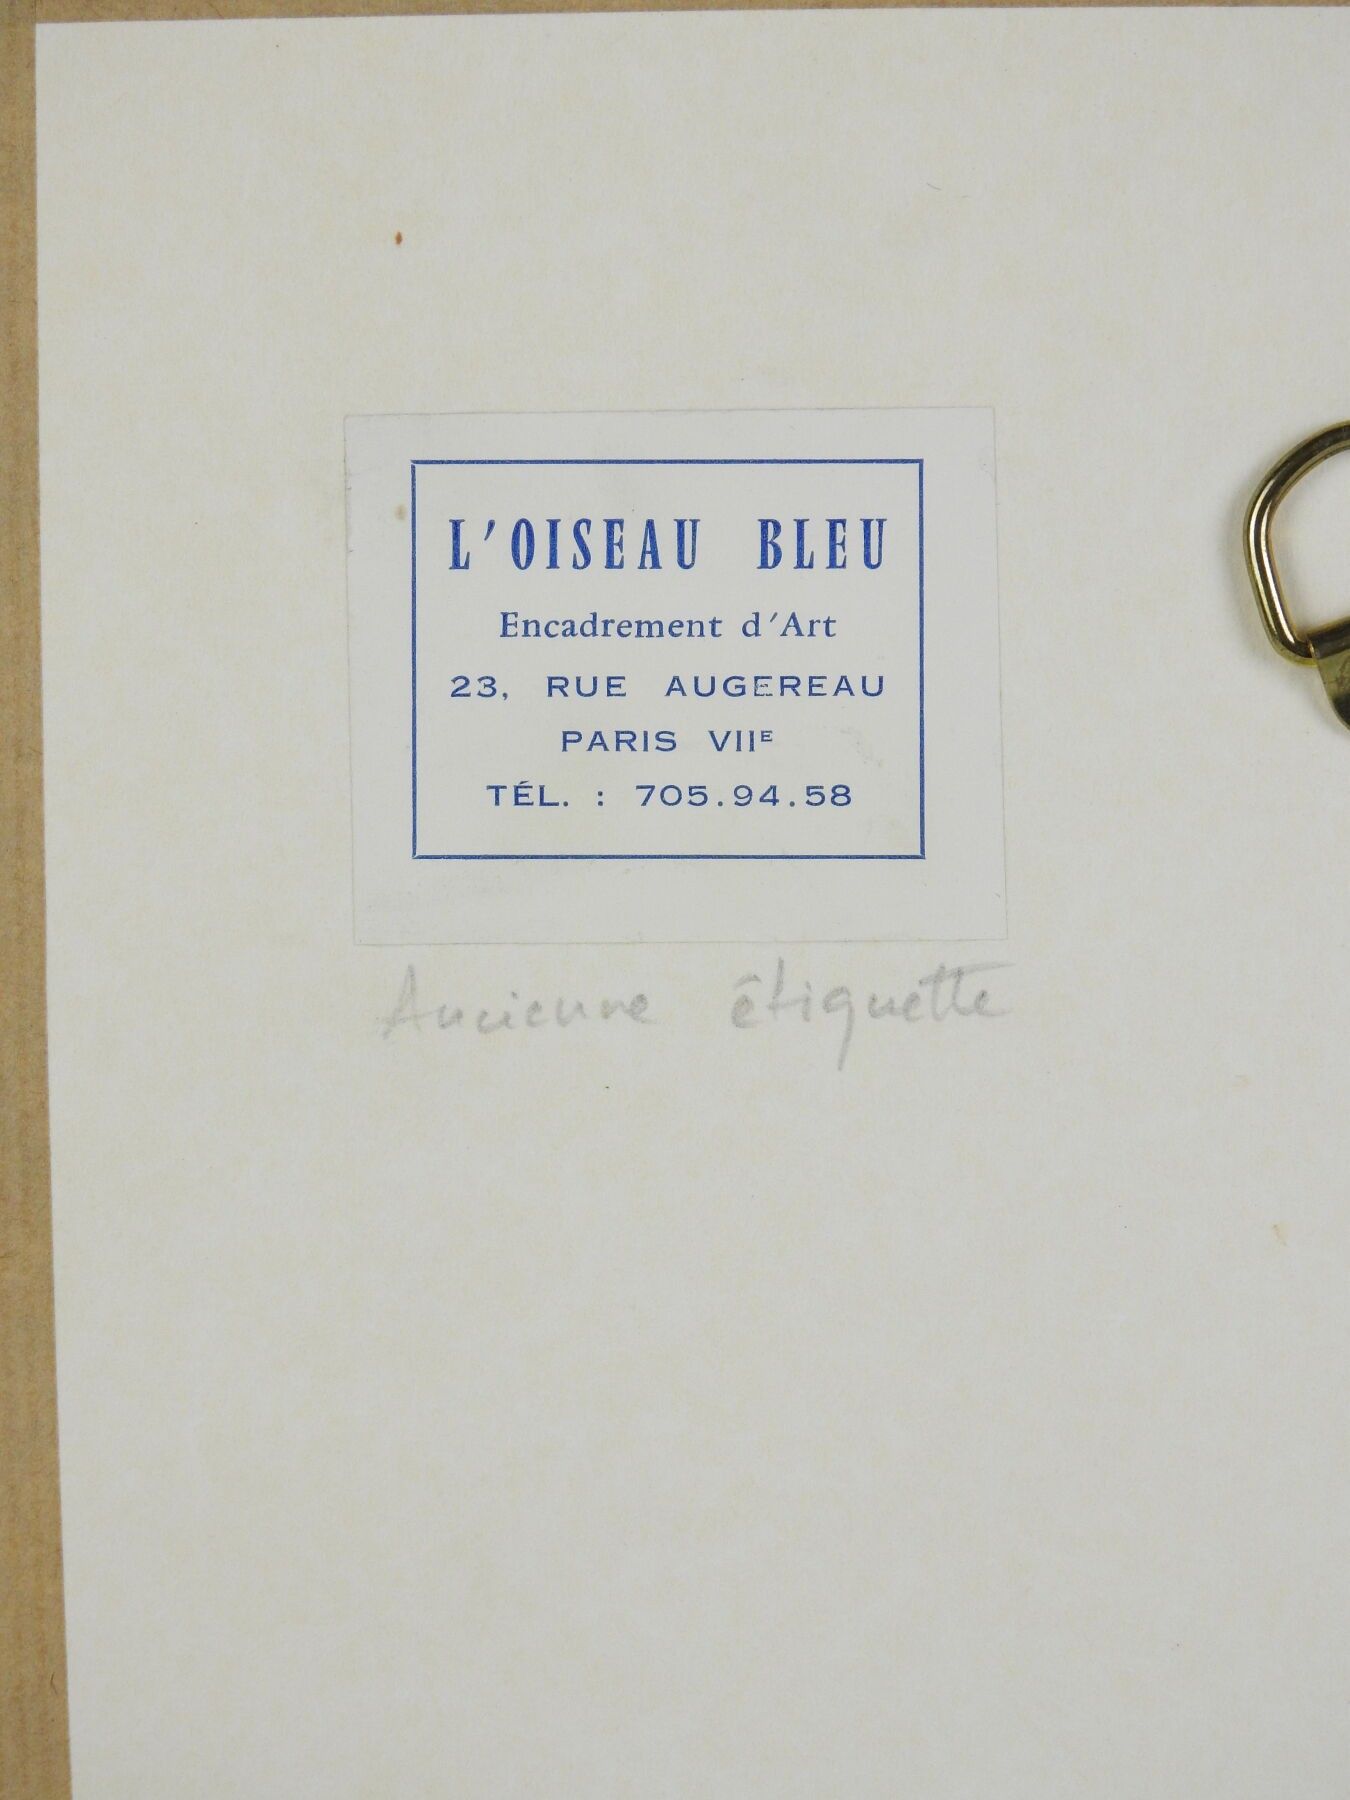 L'OISEAU BLEU
Encadrement d'Art
23, RUE AUGEREAU
PARIS VIIᴱ
TÉL. : 705.94.58
Ancienne étiquette